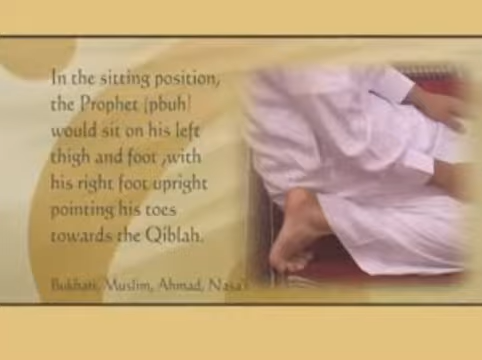 In the sitting position,
the Prophet [pbuh]
would sit on his left
thigh and foot ,with
his right foot upright
pointing his toes
towards the Qiblah.
Bukhari, Muslim, Ahmad, Nasa'i